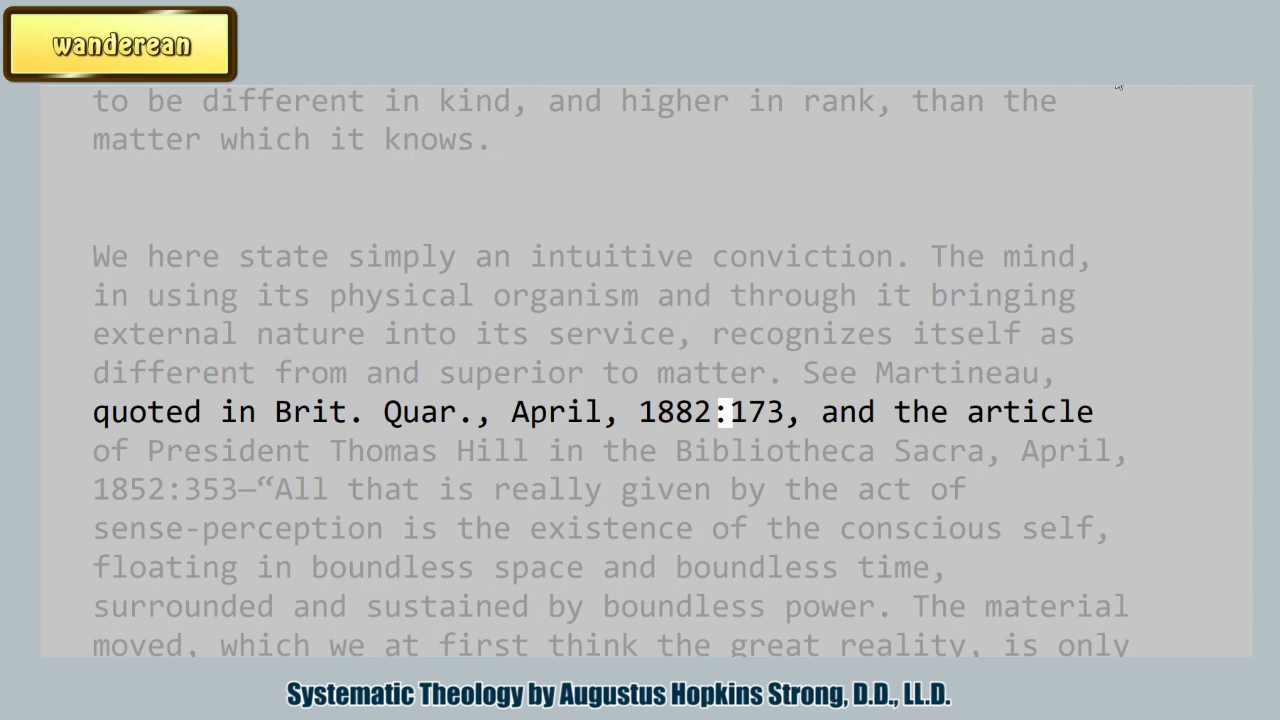 wanderean
to be different in kind, and higher in rank, than the
matter which it knows.
We here state simply an intuitive conviction. The mind,
in using its physical organism and through it bringing
external nature into its service, recognizes itself as
different from and superior to matter. See Martineau,
quoted in Brit. Quar., April, 1882:173, and the article
of President Thomas Hill in the Bibliotheca Sacra, April,
1852:353—“All that is really given by the act of
sense-perception is the existence of the conscious self,
floating in boundless space and boundless time,
surrounded and sustained by boundless power. The material
moved, which we at first think the great reality, is only
Systematic Theology by Augustus Hopkins Strong, D.D., LL.D.